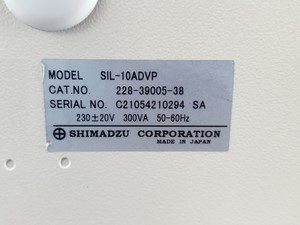 MODEL SIL-10ADVP
CAT.NO. 228-39005-38
SERIAL NO. C21054210294 SA
230±20V 300VA 50-60Hz
SHIMADZU CORPORATION
MADE IN JAPAN